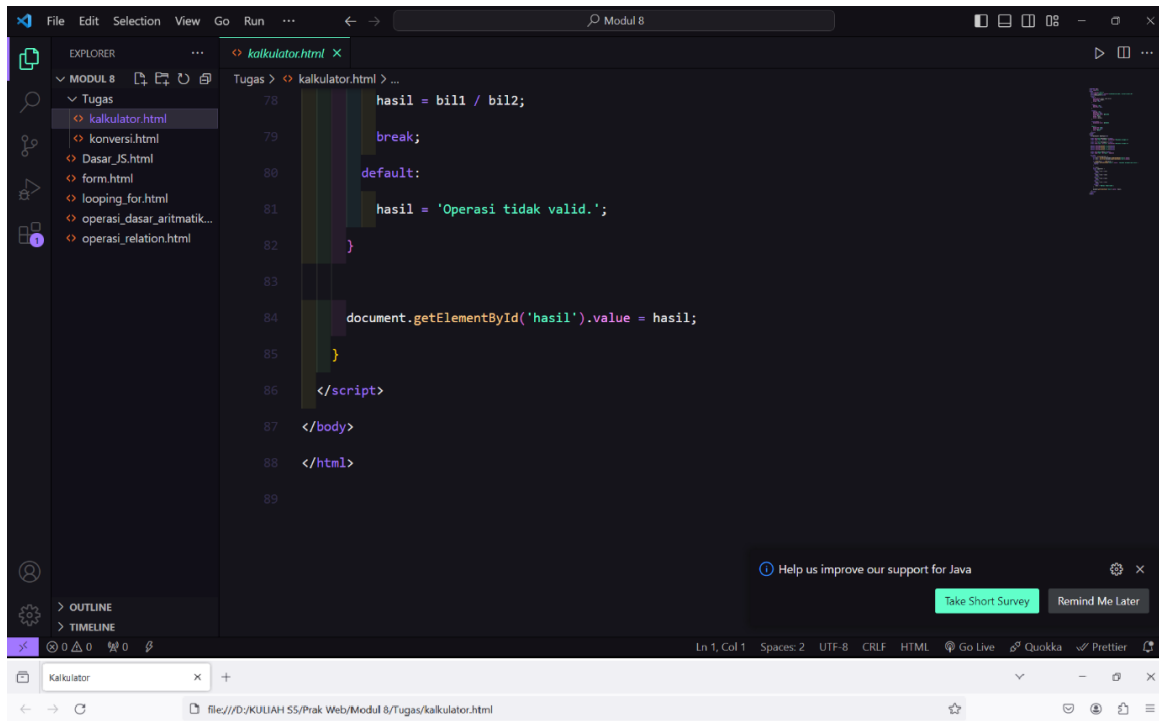 File Edit Selection View Go Run ··· Modul 8
EXPLORER ···
MODUL 8
Tugas
kalkulator.html
konversi.html
Dasar_JS.html
form.html
looping_for.html
operasi_dasar_aritmatik...
operasi_relation.html
1
OUTLINE
TIMELINE
kalkulator.html
Tugas > kalkulator.html > ...
78 hasil = bil1 / bil2;
79 break;
80 default:
81 hasil = 'Operasi tidak valid.';
82 }
83
84 document.getElementById('hasil').value = hasil;
85 }
86 </script>
87 </body>
88 </html>
89
Help us improve our support for Java
Take Short Survey Remind Me Later
0 0 0 Ln 1, Col 1 Spaces: 2 UTF-8 CRLF HTML Go Live Quokka Prettier
Kalkulator
file:///D:/KULIAH S5/Prak Web/Modul 8/Tugas/kalkulator.html